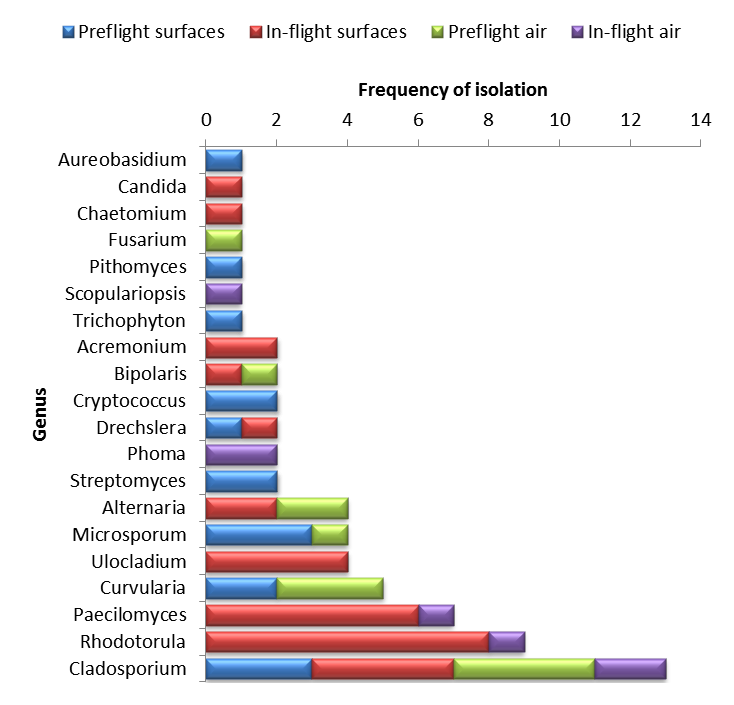 Preflight surfaces In-flight surfaces Preflight air In-flight air
Frequency of isolation
0 2 4 6 8 10 12 14
Aureobasidium
Candida
Chaetomium
Fusarium
Pithomyces
Scopulariopsis
Trichophyton
Acremonium
Bipolaris
Cryptococcus
Drechslera
Phoma
Streptomyces
Alternaria
Microsporum
Ulocladium
Curvularia
Paecilomyces
Rhodotorula
Cladosporium
Genus